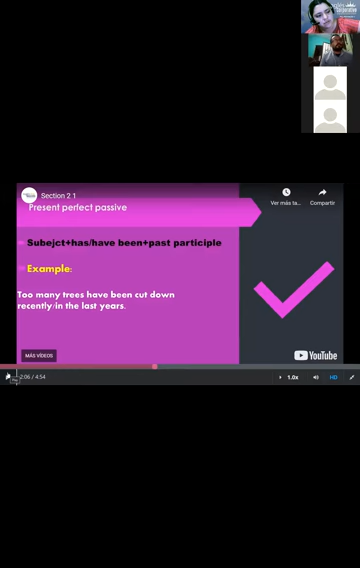 Corporativa
Section 2 1
Ver más ta...
Compartir
Present perfect passive
Subejct+has/have been+past participle
Example:
Too many trees have been cut down
recently/in the last years.
MÁS VÍDEOS
YouTube
2:06 / 4:54
1.0x
HD